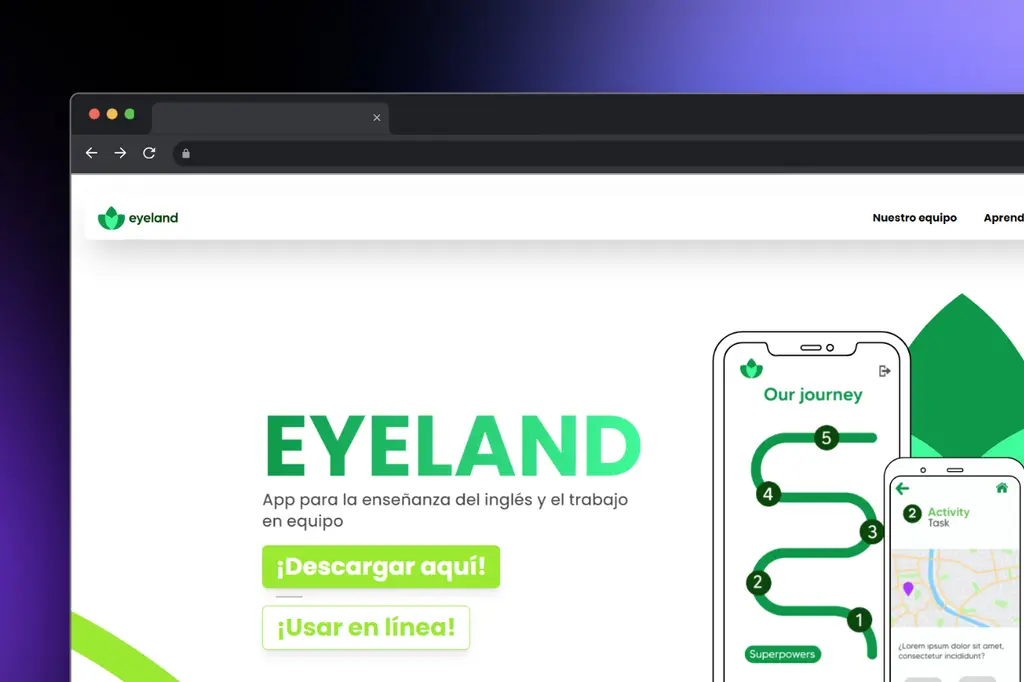 eyeland
Nuestro equipo
Aprend
EYELAND
App para la enseñanza del inglés y el trabajo
en equipo
¡Descargar aquí!
¡Usar en línea!
Our journey
5
4
3
2
1
Superpowers
2
Activity
Task
¿Lorem ipsum dolor sit amet,
consectetur incididunt?